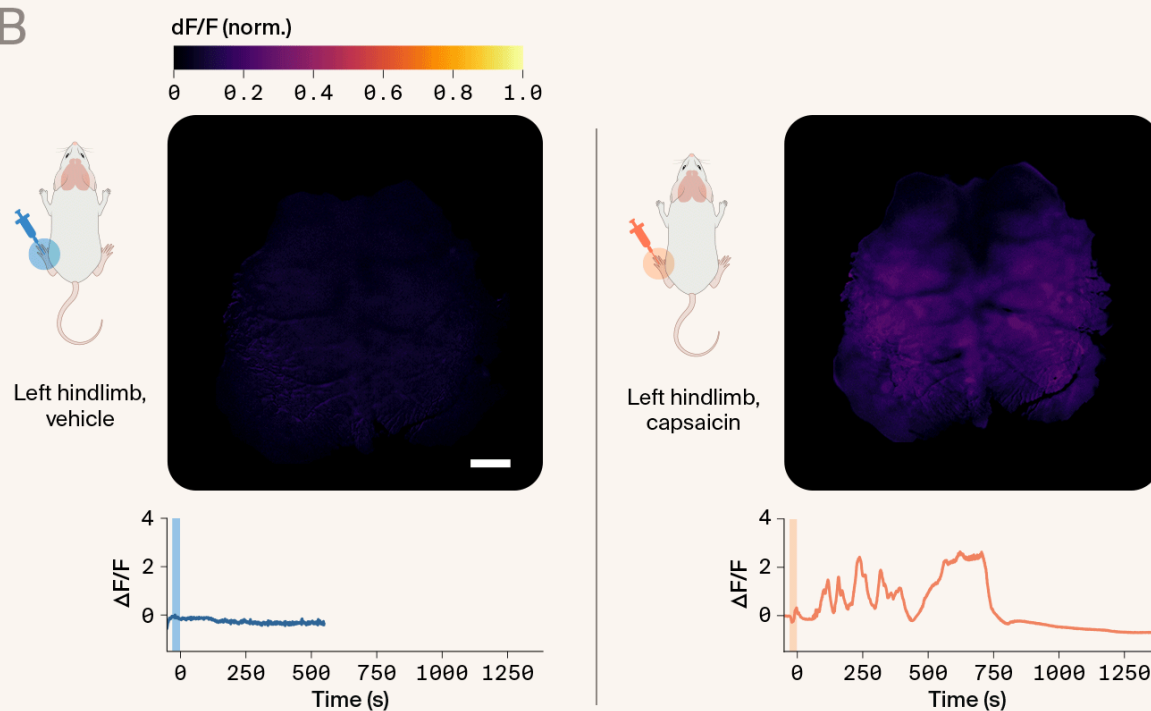 B
dF/F (norm.)
0 0.2 0.4 0.6 0.8 1.0
Left hindlimb,
vehicle
4
2
0
ΔF/F
0 250 500 750 1000 1250
Time (s)
Left hindlimb,
capsaicin
4
2
0
ΔF/F
0 250 500 750 1000 1250
Time (s)